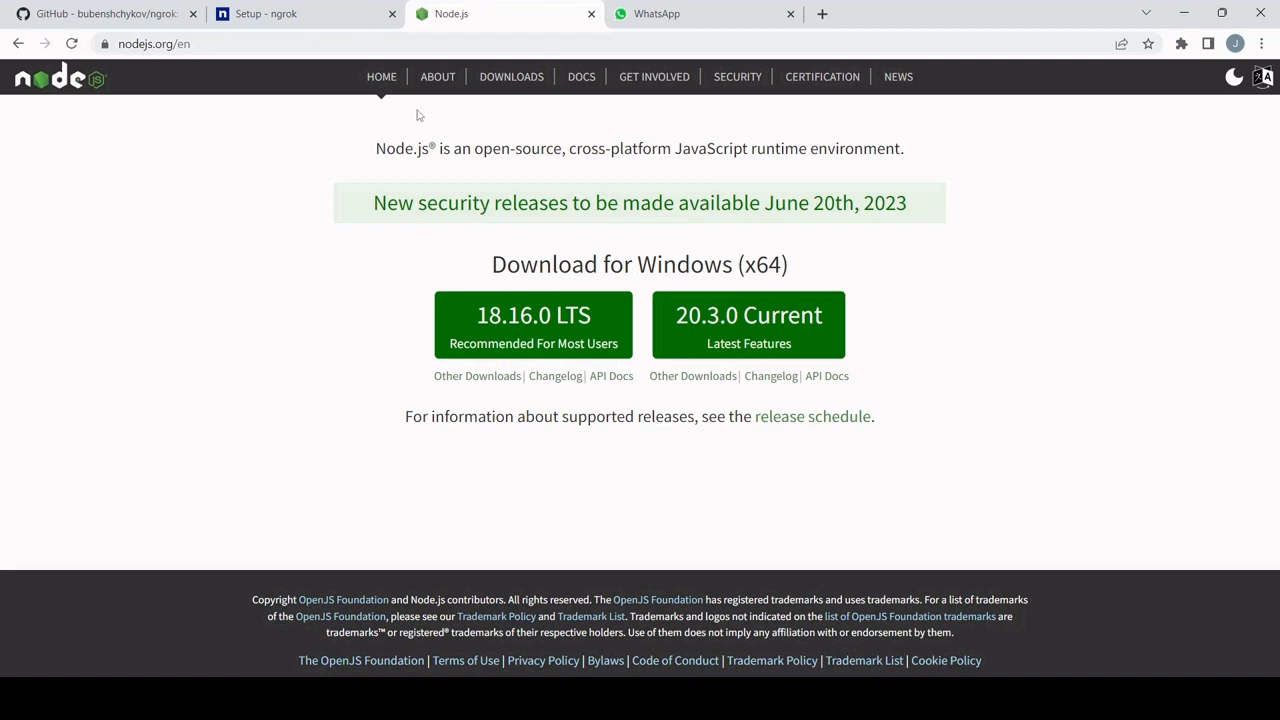 GitHub - bubenshchykov/ngrok:
Setup - ngrok
Node.js
WhatsApp
nodejs.org/en
J
node JS
HOME
ABOUT
DOWNLOADS
DOCS
GET INVOLVED
SECURITY
CERTIFICATION
NEWS
Node.js® is an open-source, cross-platform JavaScript runtime environment.
New security releases to be made available June 20th, 2023
Download for Windows (x64)
18.16.0 LTS
Recommended For Most Users
20.3.0 Current
Latest Features
Other Downloads | Changelog | API Docs
Other Downloads | Changelog | API Docs
For information about supported releases, see the release schedule.
Copyright OpenJS Foundation and Node.js contributors. All rights reserved. The OpenJS Foundation has registered trademarks and uses trademarks. For a list of trademarks
of the OpenJS Foundation, please see our Trademark Policy and Trademark List. Trademarks and logos not indicated on the list of OpenJS Foundation trademarks are
trademarks™ or registered® trademarks of their respective holders. Use of them does not imply any affiliation with or endorsement by them.
The OpenJS Foundation | Terms of Use | Privacy Policy | Bylaws | Code of Conduct | Trademark Policy | Trademark List | Cookie Policy